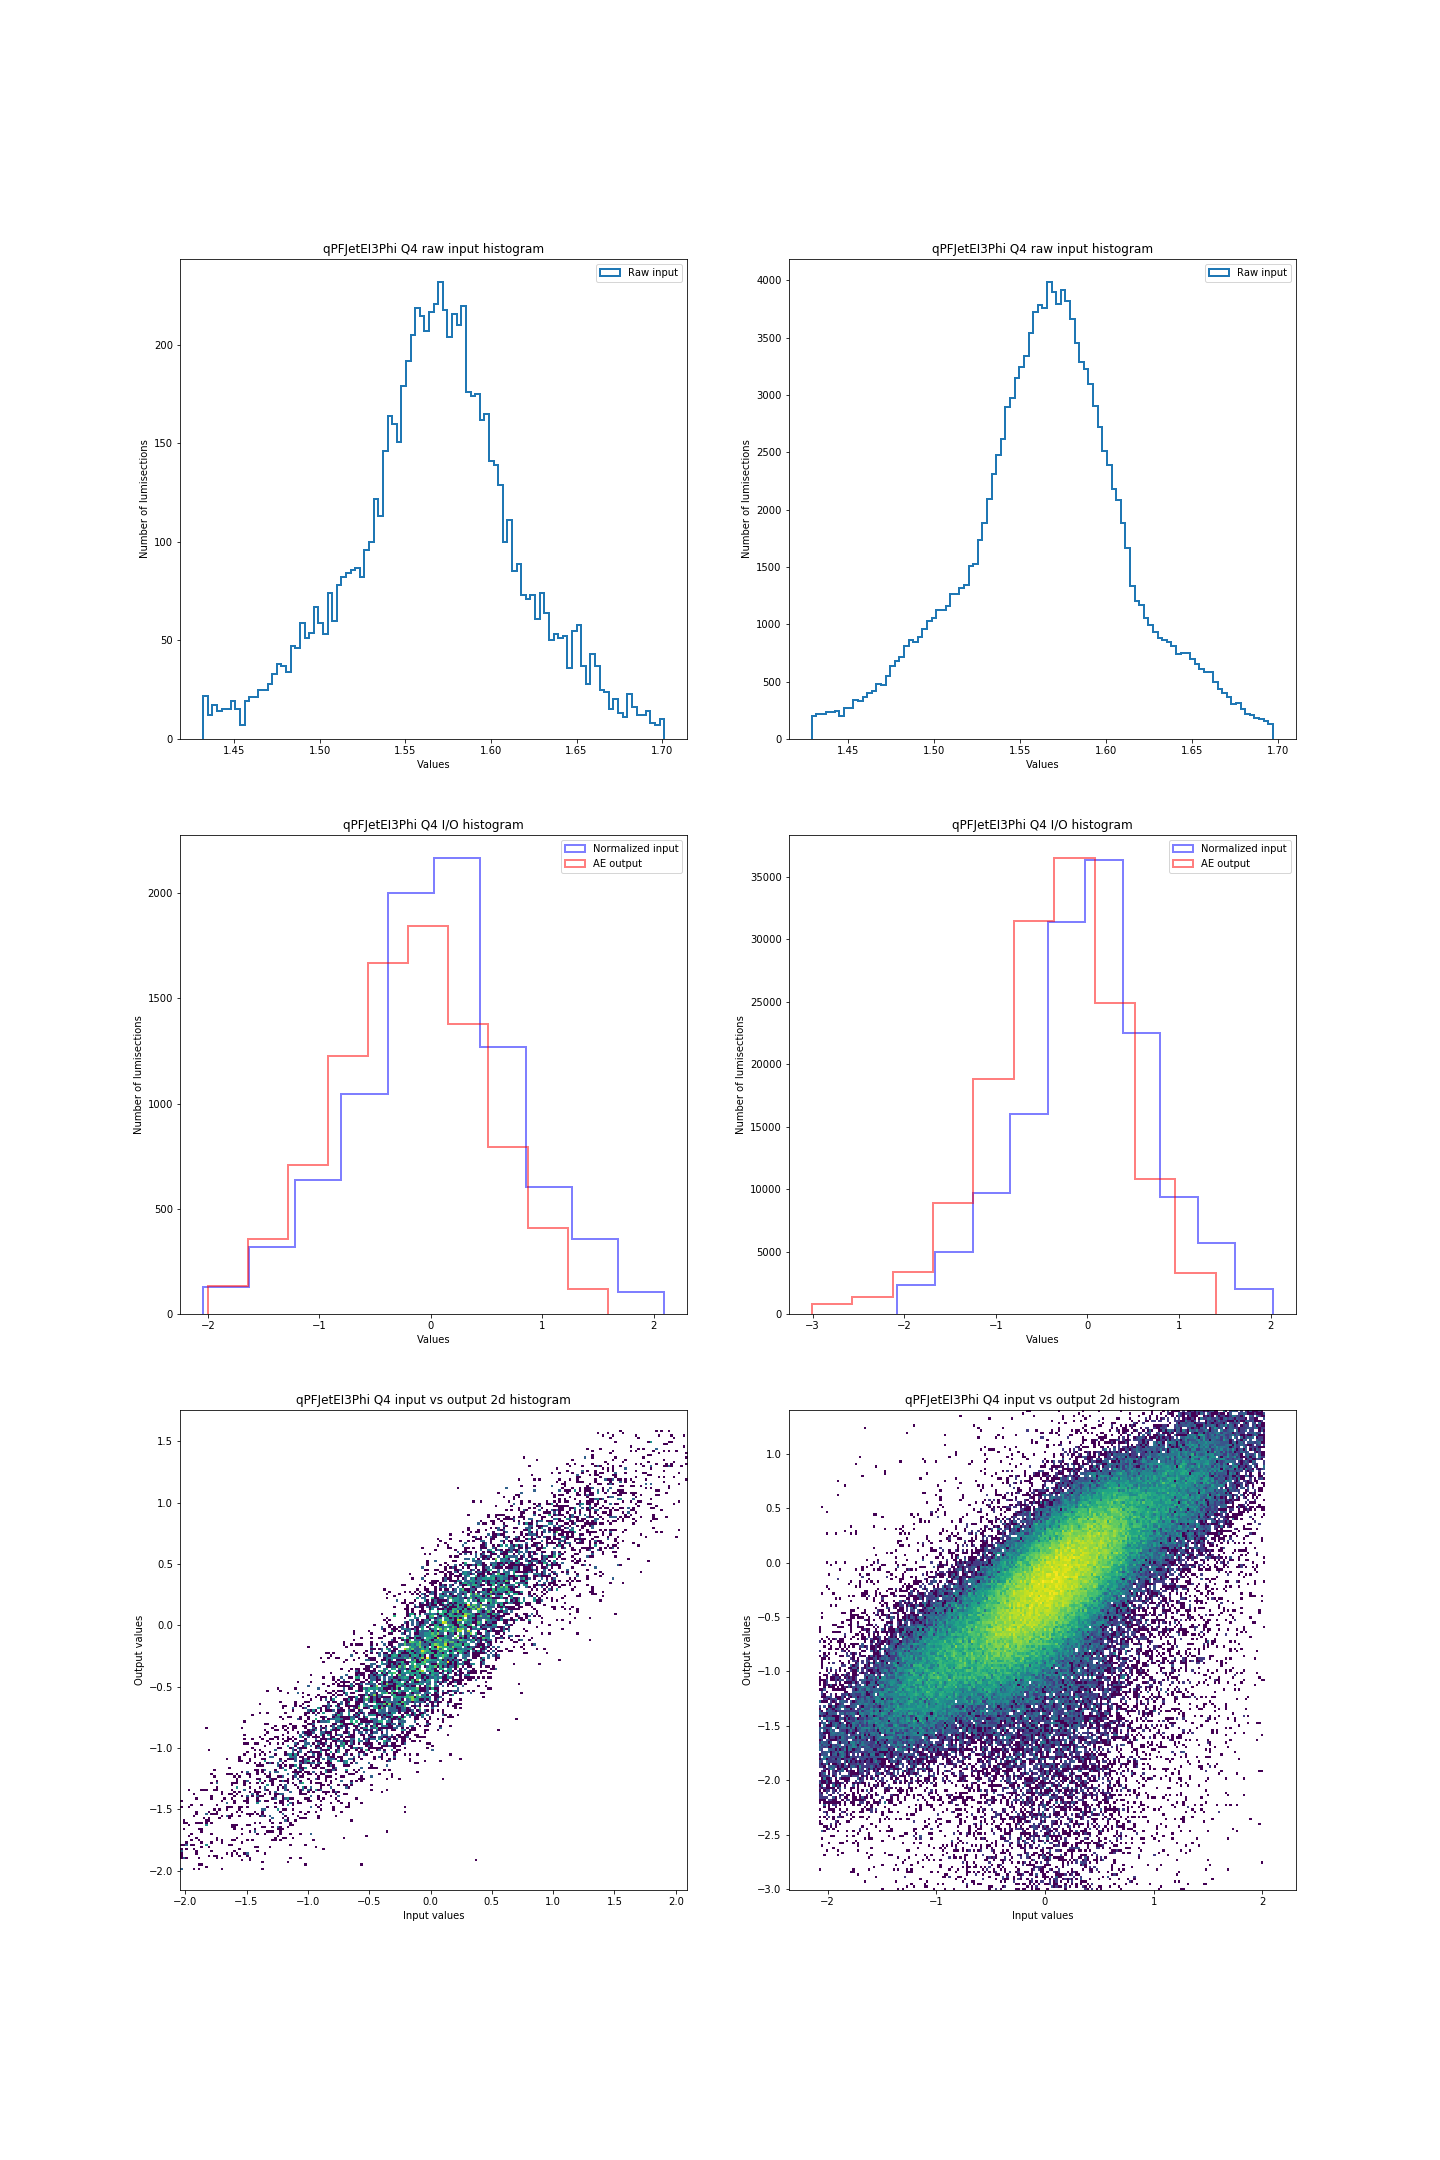 qPFJetEI3Phi Q4 raw input histogram
Raw input
Number of lumisections
200
150
100
50
0
1.45 1.50 1.55 1.60 1.65 1.70
Values
qPFJetEI3Phi Q4 raw input histogram
Raw input
Number of lumisections
4000
3500
3000
2500
2000
1500
1000
500
0
1.45 1.50 1.55 1.60 1.65 1.70
Values
qPFJetEI3Phi Q4 I/O histogram
Normalized input
AE output
Number of lumisections
2000
1500
1000
500
0
−2 −1 0 1 2
Values
qPFJetEI3Phi Q4 I/O histogram
Normalized input
AE output
Number of lumisections
35000
30000
25000
20000
15000
10000
5000
0
−3 −2 −1 0 1 2
Values
qPFJetEI3Phi Q4 input vs output 2d histogram
Output values
1.5
1.0
0.5
0.0
−0.5
−1.0
−1.5
−2.0
−2.0 −1.5 −1.0 −0.5 0.0 0.5 1.0 1.5 2.0
Input values
qPFJetEI3Phi Q4 input vs output 2d histogram
Output values
1.0
0.5
0.0
−0.5
−1.0
−1.5
−2.0
−2.5
−3.0
−2 −1 0 1 2
Input values